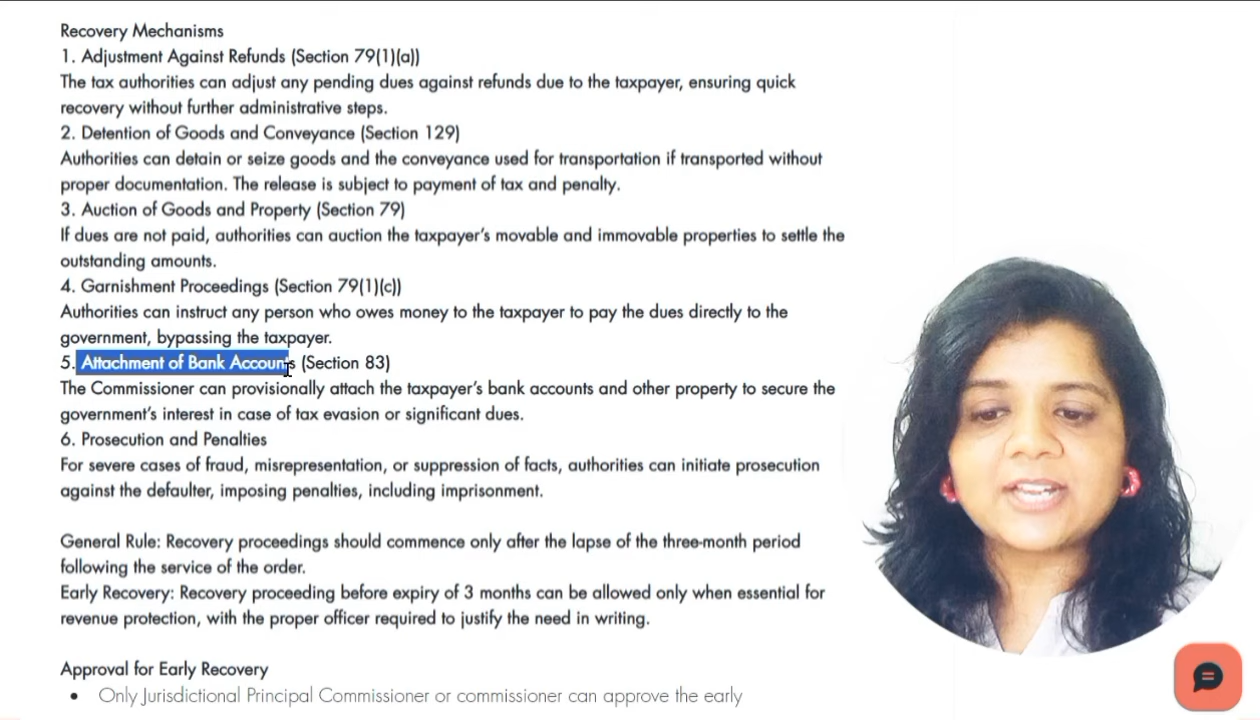 Recovery Mechanisms
1. Adjustment Against Refunds (Section 79(1)(a))
The tax authorities can adjust any pending dues against refunds due to the taxpayer, ensuring quick
recovery without further administrative steps.
2. Detention of Goods and Conveyance (Section 129)
Authorities can detain or seize goods and the conveyance used for transportation if transported without
proper documentation. The release is subject to payment of tax and penalty.
3. Auction of Goods and Property (Section 79)
If dues are not paid, authorities can auction the taxpayer's movable and immovable properties to settle the
outstanding amounts.
4. Garnishment Proceedings (Section 79(1)(c))
Authorities can instruct any person who owes money to the taxpayer to pay the dues directly to the
government, bypassing the taxpayer.
5. Attachment of Bank Accounts (Section 83)
The Commissioner can provisionally attach the taxpayer's bank accounts and other property to secure the
government's interest in case of tax evasion or significant dues.
6. Prosecution and Penalties
For severe cases of fraud, misrepresentation, or suppression of facts, authorities can initiate prosecution
against the defaulter, imposing penalties, including imprisonment.
General Rule: Recovery proceedings should commence only after the lapse of the three-month period
following the service of the order.
Early Recovery: Recovery proceeding before expiry of 3 months can be allowed only when essential for
revenue protection, with the proper officer required to justify the need in writing.
Approval for Early Recovery
• Only Jurisdictional Principal Commissioner or commissioner can approve the early